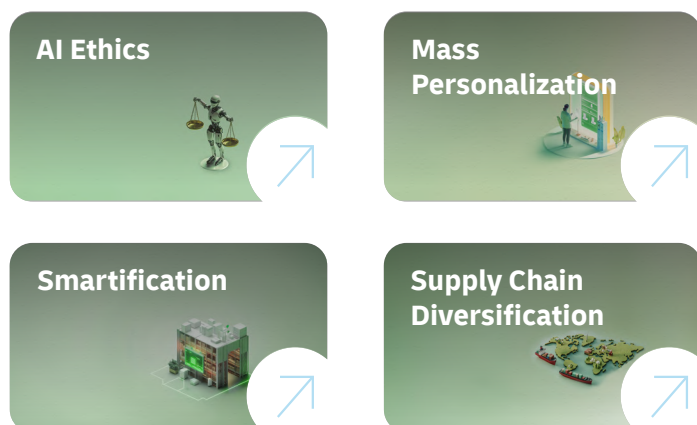 AI Ethics
Mass
Personalization
Smartification
Supply Chain
Diversification